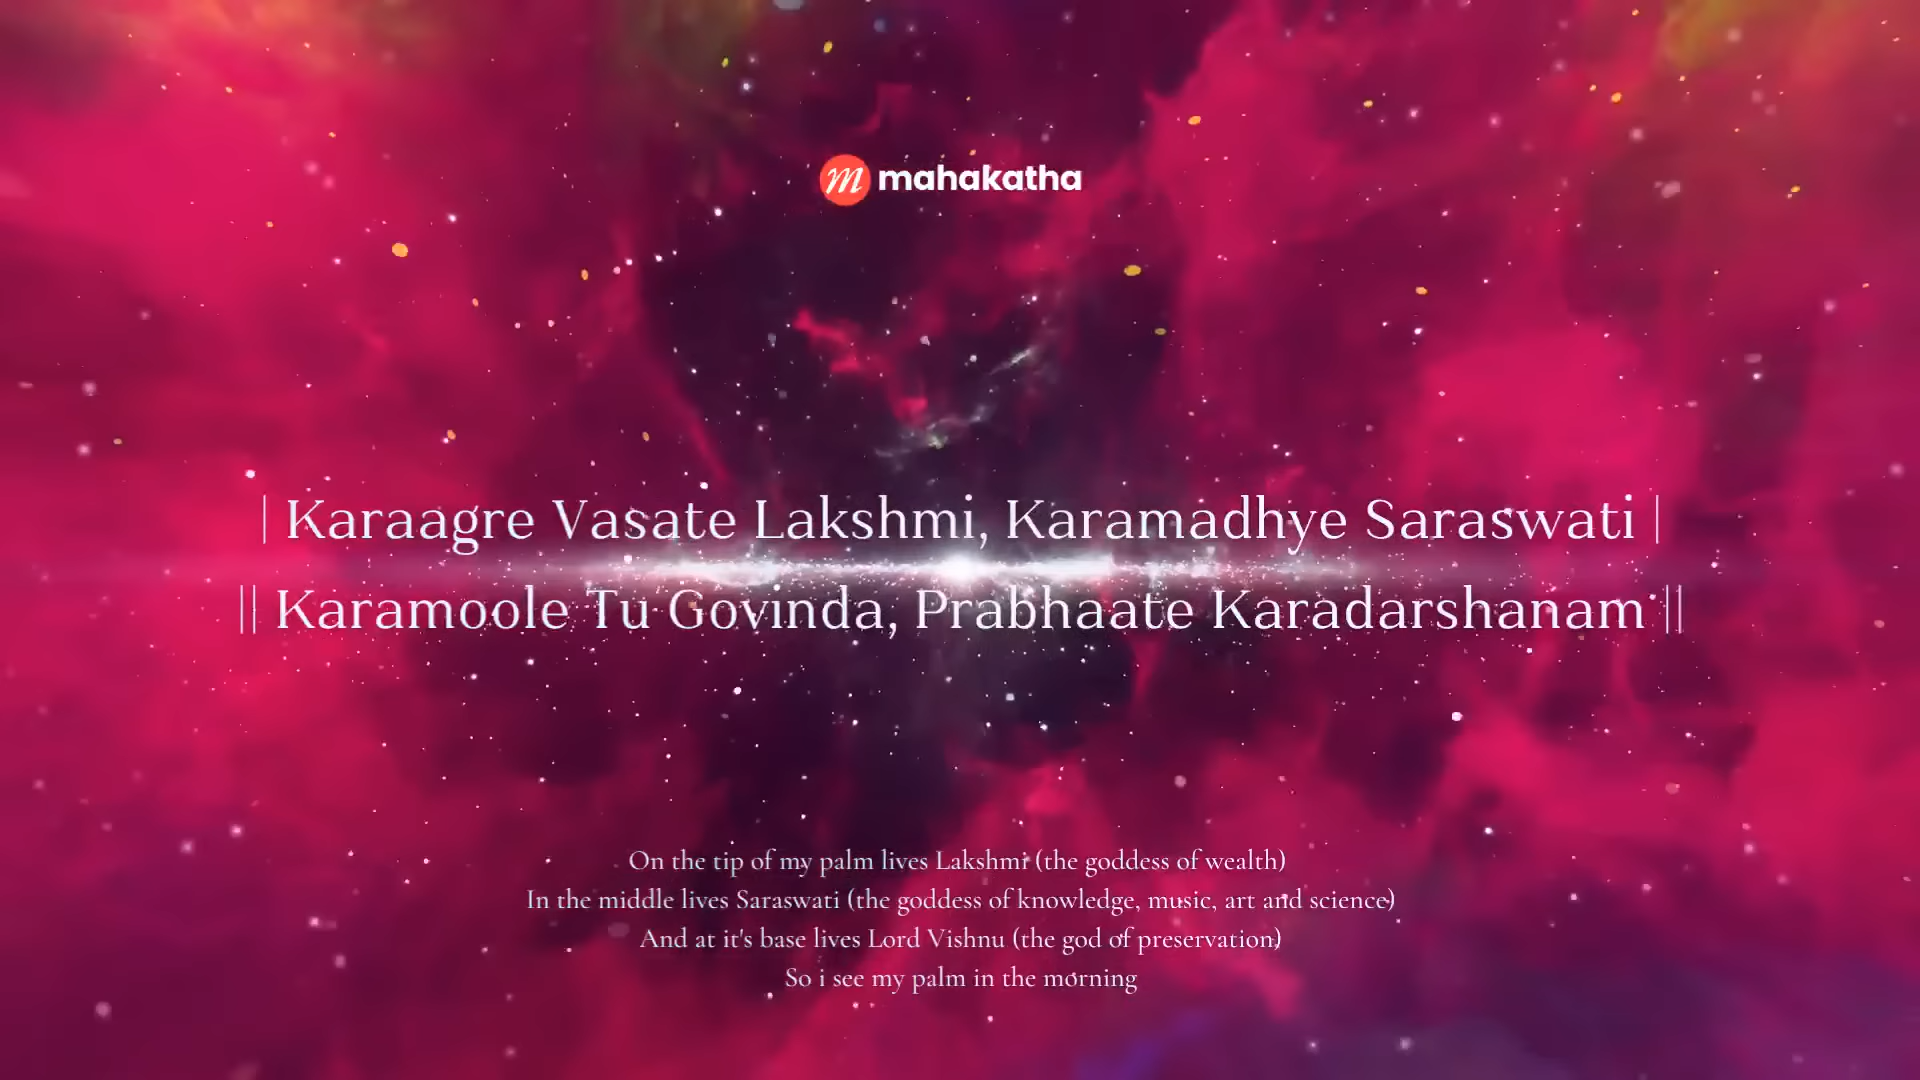 m mahakatha
| Karaagre Vasate Lakshmi, Karamadhye Saraswati |
|| Karamoole Tu Govinda, Prabhaate Karadarshanam ||
On the tip of my palm lives Lakshmi (the goddess of wealth)
In the middle lives Saraswati (the goddess of knowledge, music, art and science)
And at it's base lives Lord Vishnu (the god of preservation)
So i see my palm in the morning